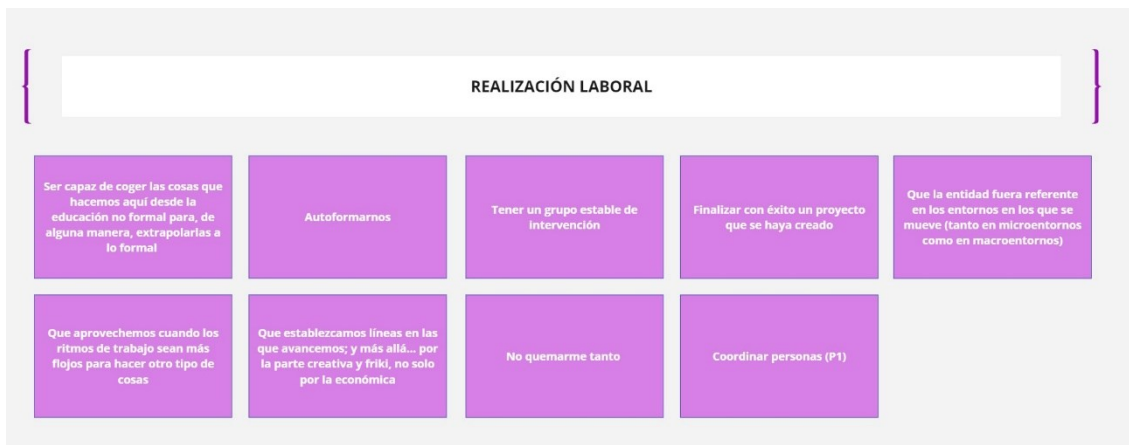 REALIZACIÓN LABORAL
Ser capaz de coger las cosas que
hacemos aquí desde la
educación no formal para, de
alguna manera, extrapolarlas a
lo formal
Autoformarnos
Tener un grupo estable de
intervención
Finalizar con éxito un proyecto
que se haya creado
Que la entidad fuera referente
en los entornos en los que se
mueve (tanto en microentornos
como en macroentornos)
Que aprovechemos cuando los
ritmos de trabajo sean más
flojos para hacer otro tipo de
cosas
Que establezcamos líneas en las
que avancemos; y más allá... por
la parte creativa y friki, no solo
por la económica
No quemarme tanto
Coordinar personas (P1)